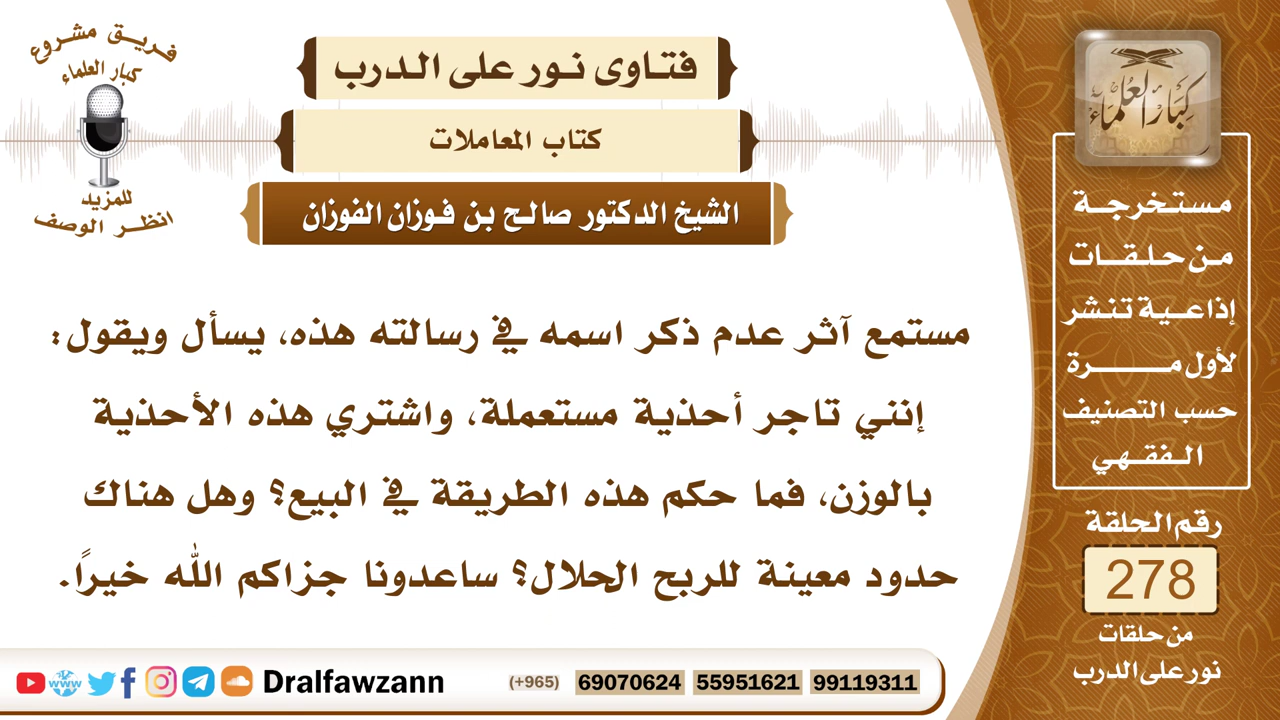 فريق مشروع
كبار العلماء
للمزيد
انظر الوصف
فتاوى نور على الدرب
كتاب المعاملات
الشيخ الدكتور صالح بن فوزان الفوزان
كبار العلماء
مستخرجة
من حلقات
إذاعية تنشر
لأول مرة
حسب التصنيف
الفقهي
رقم الحلقة
278
من حلقات
نور على الدرب
مستمع آثر عدم ذكر اسمه في رسالته هذه، يسأل ويقول:
إنني تاجر أحذية مستعملة، واشتري هذه الأحذية
بالوزن، فما حكم هذه الطريقة في البيع؟ وهل هناك
حدود معينة للربح الحلال؟ ساعدونا جزاكم الله خيراً.
www Dralfawzann (+965) 69070624 55951621 99119311